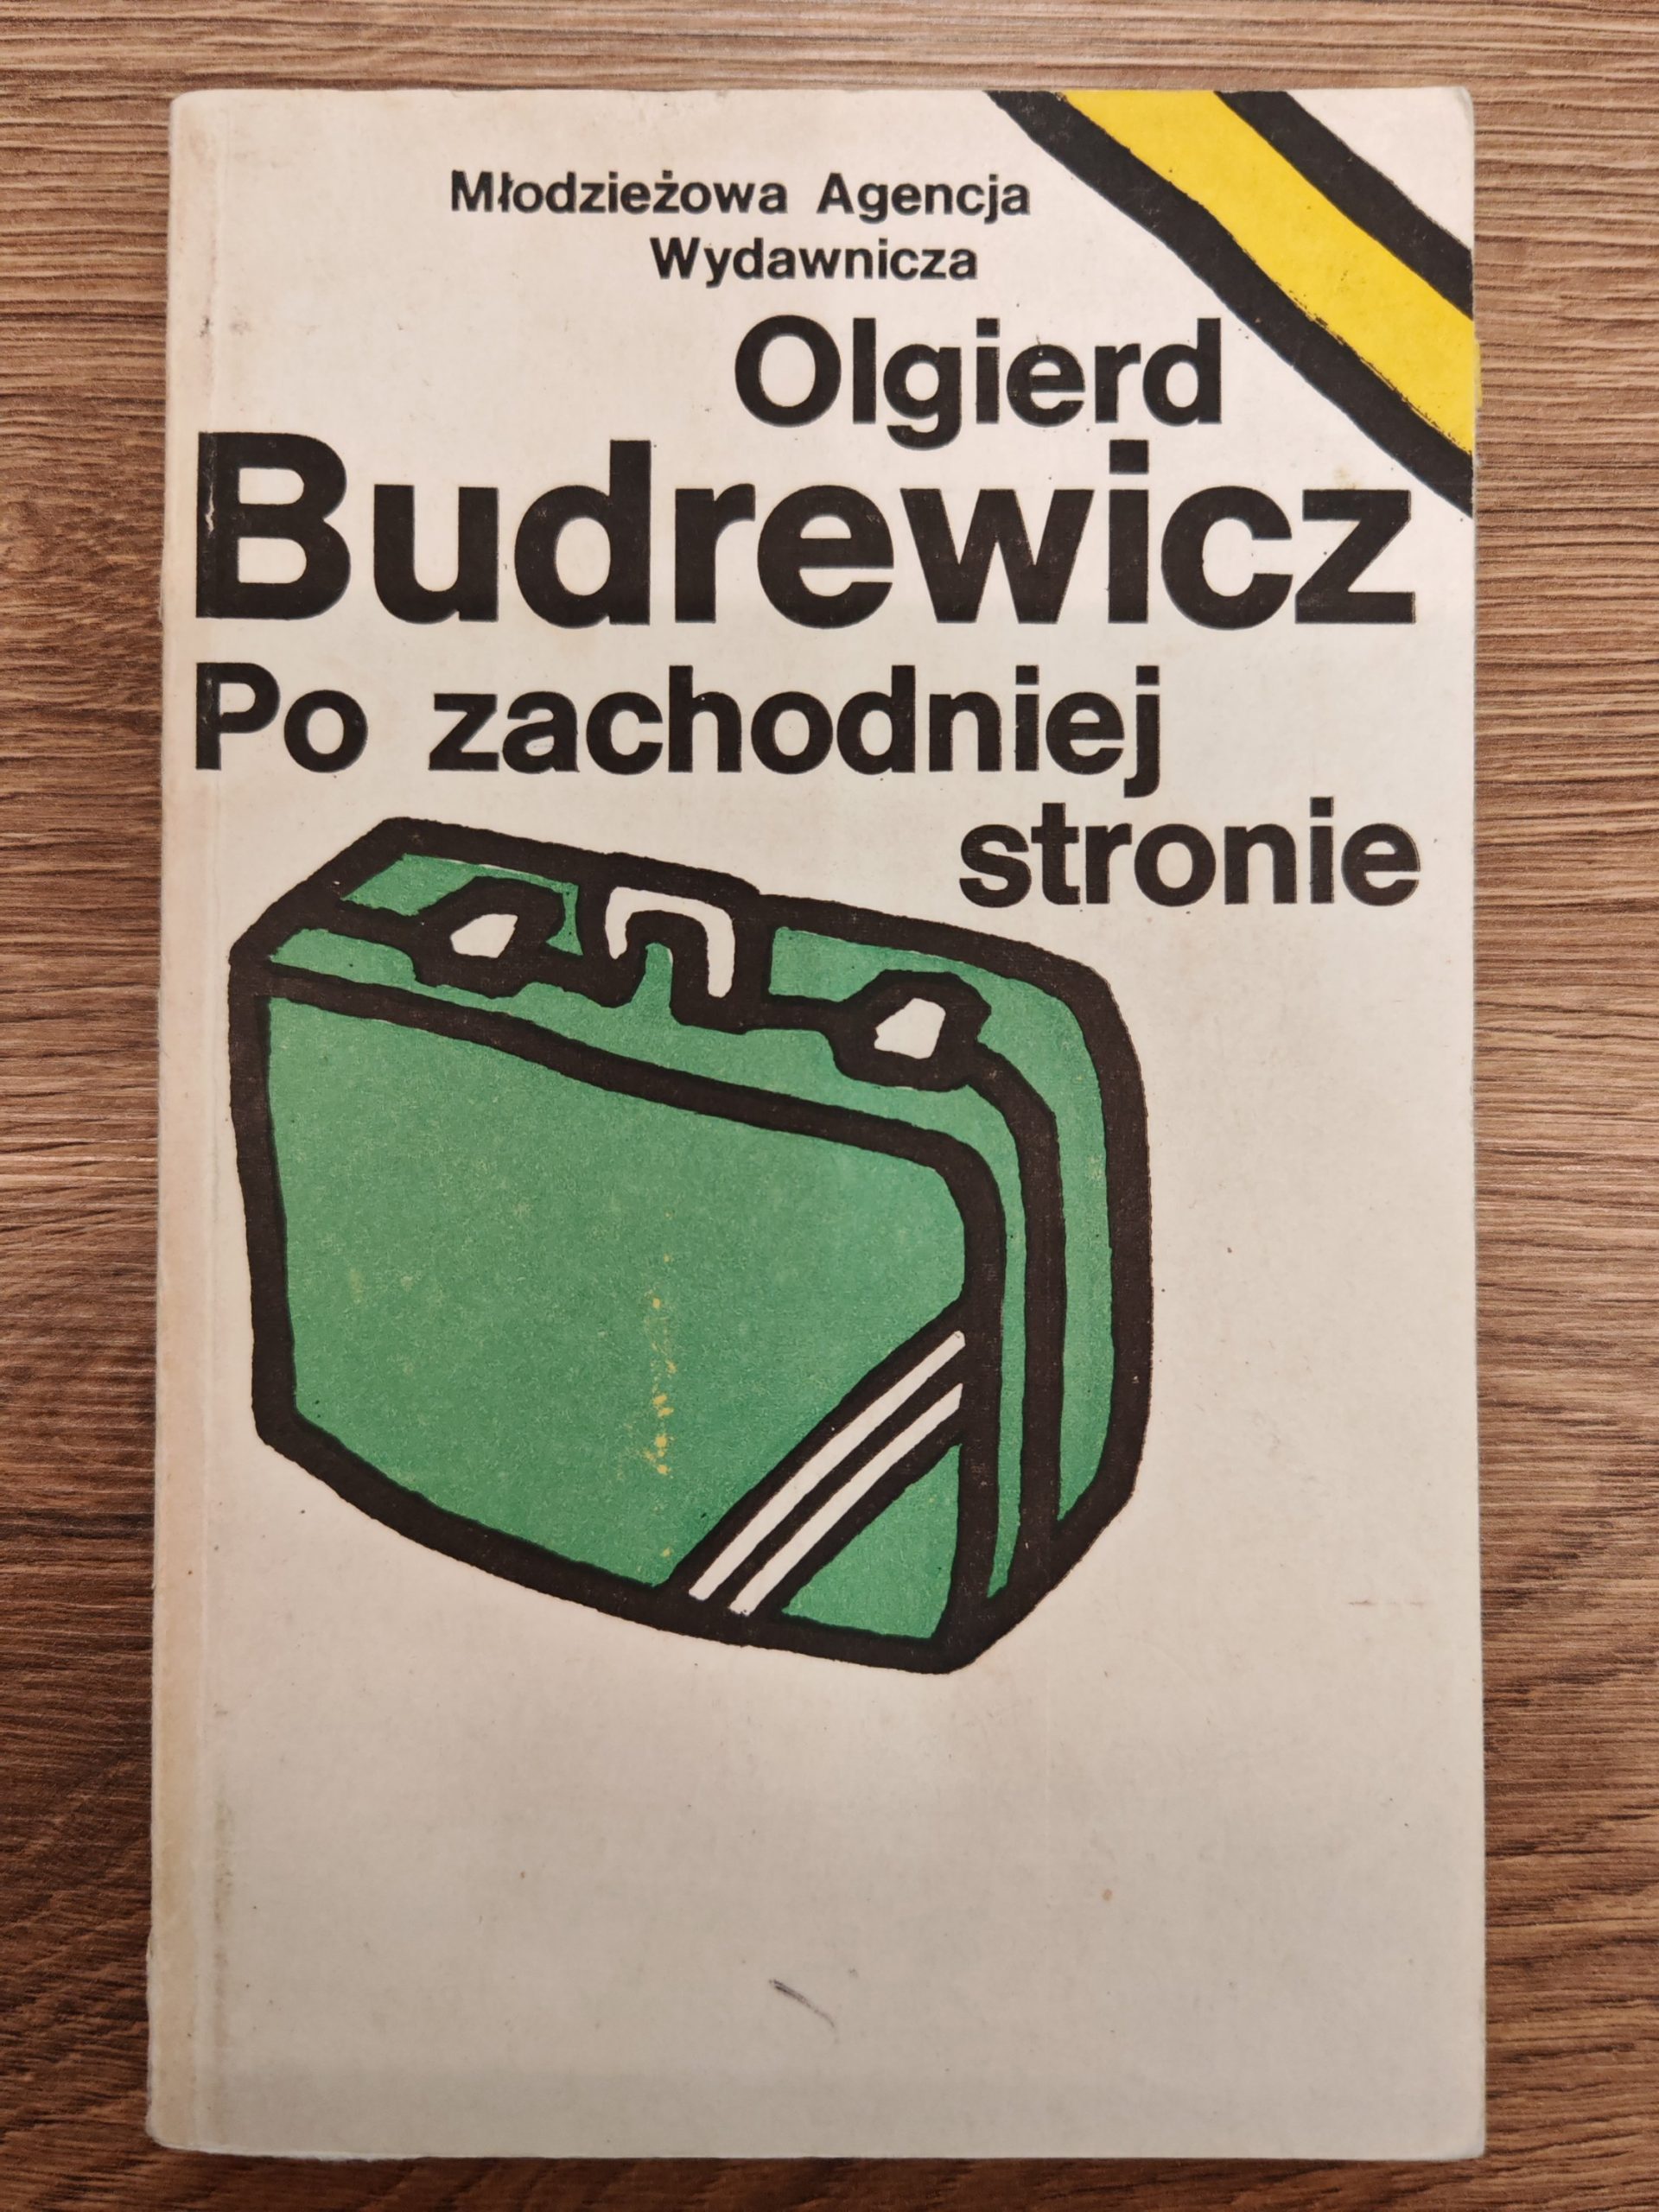 Młodzieżowa Agencja
Wydawnicza
Olgierd
Budrewicz
Po zachodniej
stronie